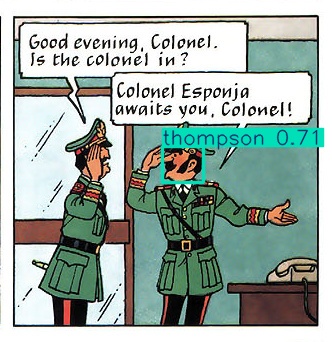 Good evening, Colonel.
Is the colonel in?
Colonel Esponja
awaits you, Colonel!
thompson 0.71